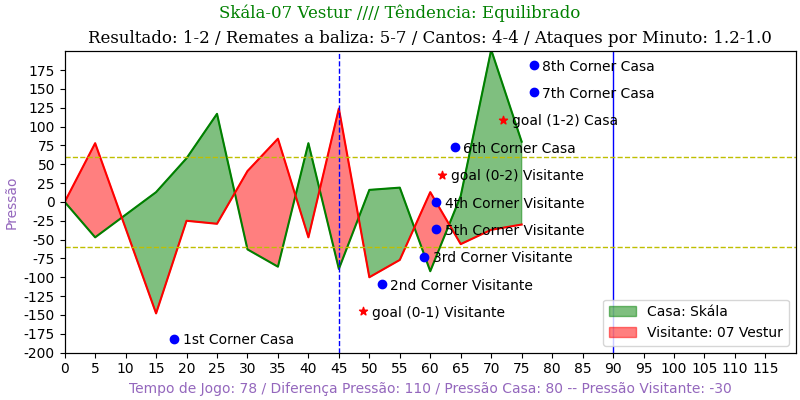 Skála-07 Vestur //// Têndencia: Equilibrado
Resultado: 1-2 / Remates a baliza: 5-7 / Cantos: 4-4 / Ataques por Minuto: 1.2-1.0
Pressão
175
150
125
100
75
50
25
0
-25
-50
-75
-100
-125
-150
-175
-200
8th Corner Casa
7th Corner Casa
goal (1-2) Casa
6th Corner Casa
goal (0-2) Visitante
4th Corner Visitante
5th Corner Visitante
3rd Corner Visitante
2nd Corner Visitante
goal (0-1) Visitante
1st Corner Casa
Casa: Skála
Visitante: 07 Vestur
0 5 10 15 20 25 30 35 40 45 50 55 60 65 70 75 80 85 90 95 100 105 110 115
Tempo de Jogo: 78 / Diferença Pressão: 110 / Pressão Casa: 80 -- Pressão Visitante: -30